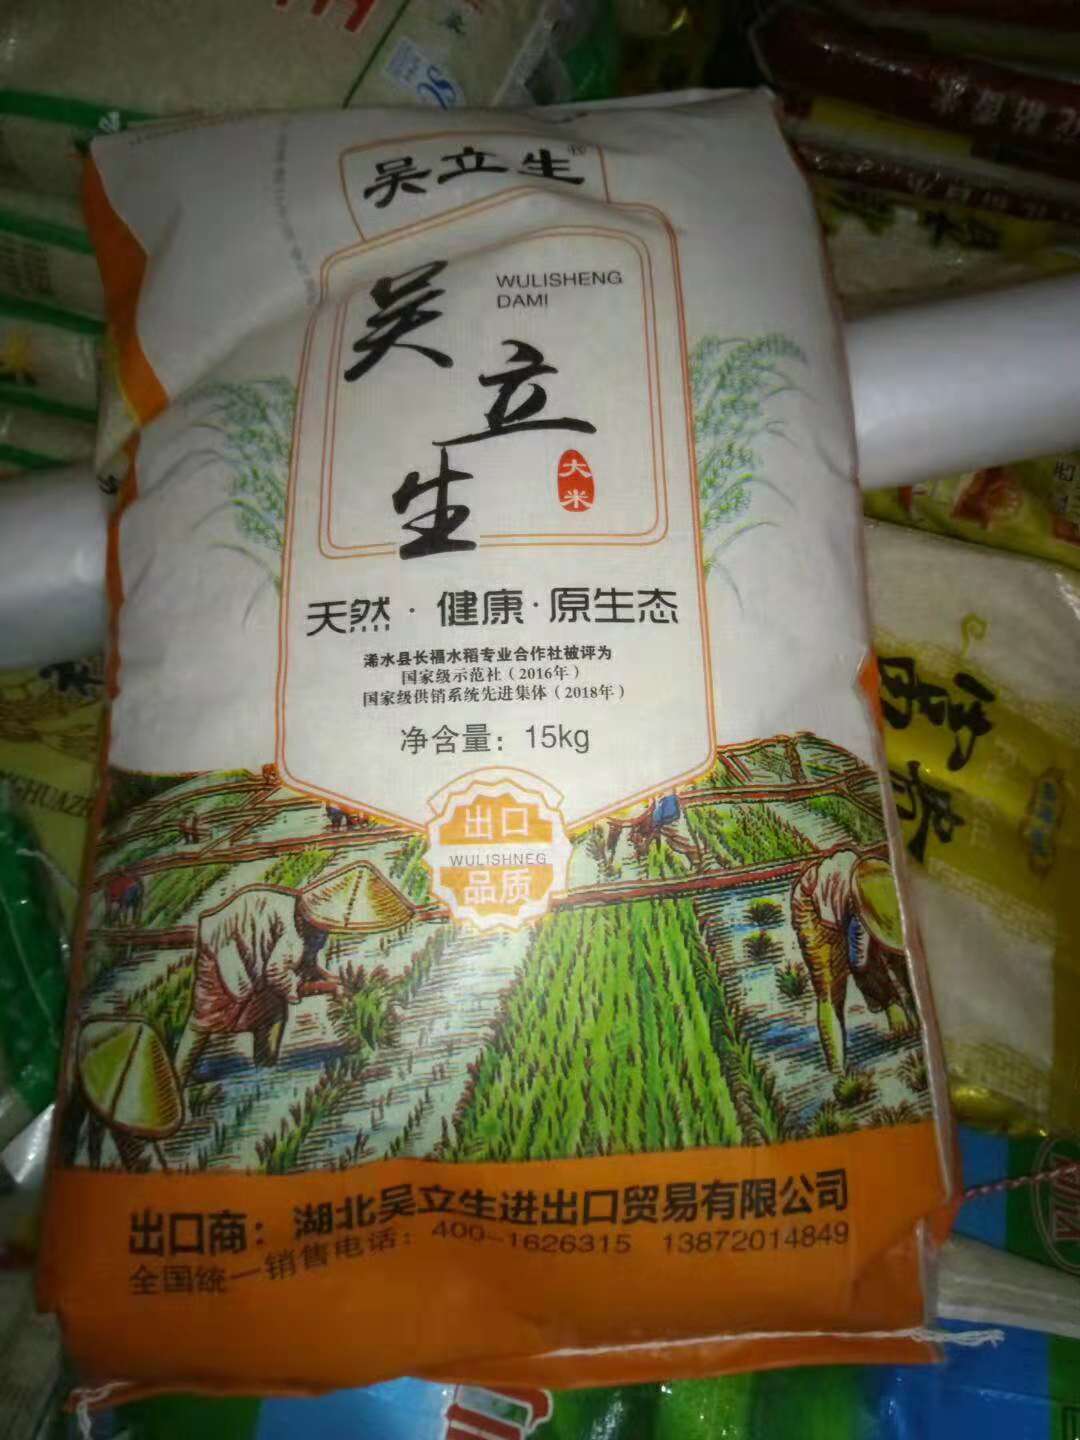 吴立生®
吴立生
WULISHENG
DAMI
大米
天然·健康·原生态
浠水县长福水稻专业合作社被评为
国家级示范社（2016年）
国家级供销系统先进集体（2018年）
净含量：15kg
出口
WULISHNEG
品质
出口商：湖北吴立生进出口贸易有限公司
全国统一销售电话：400-1626315 13872014849